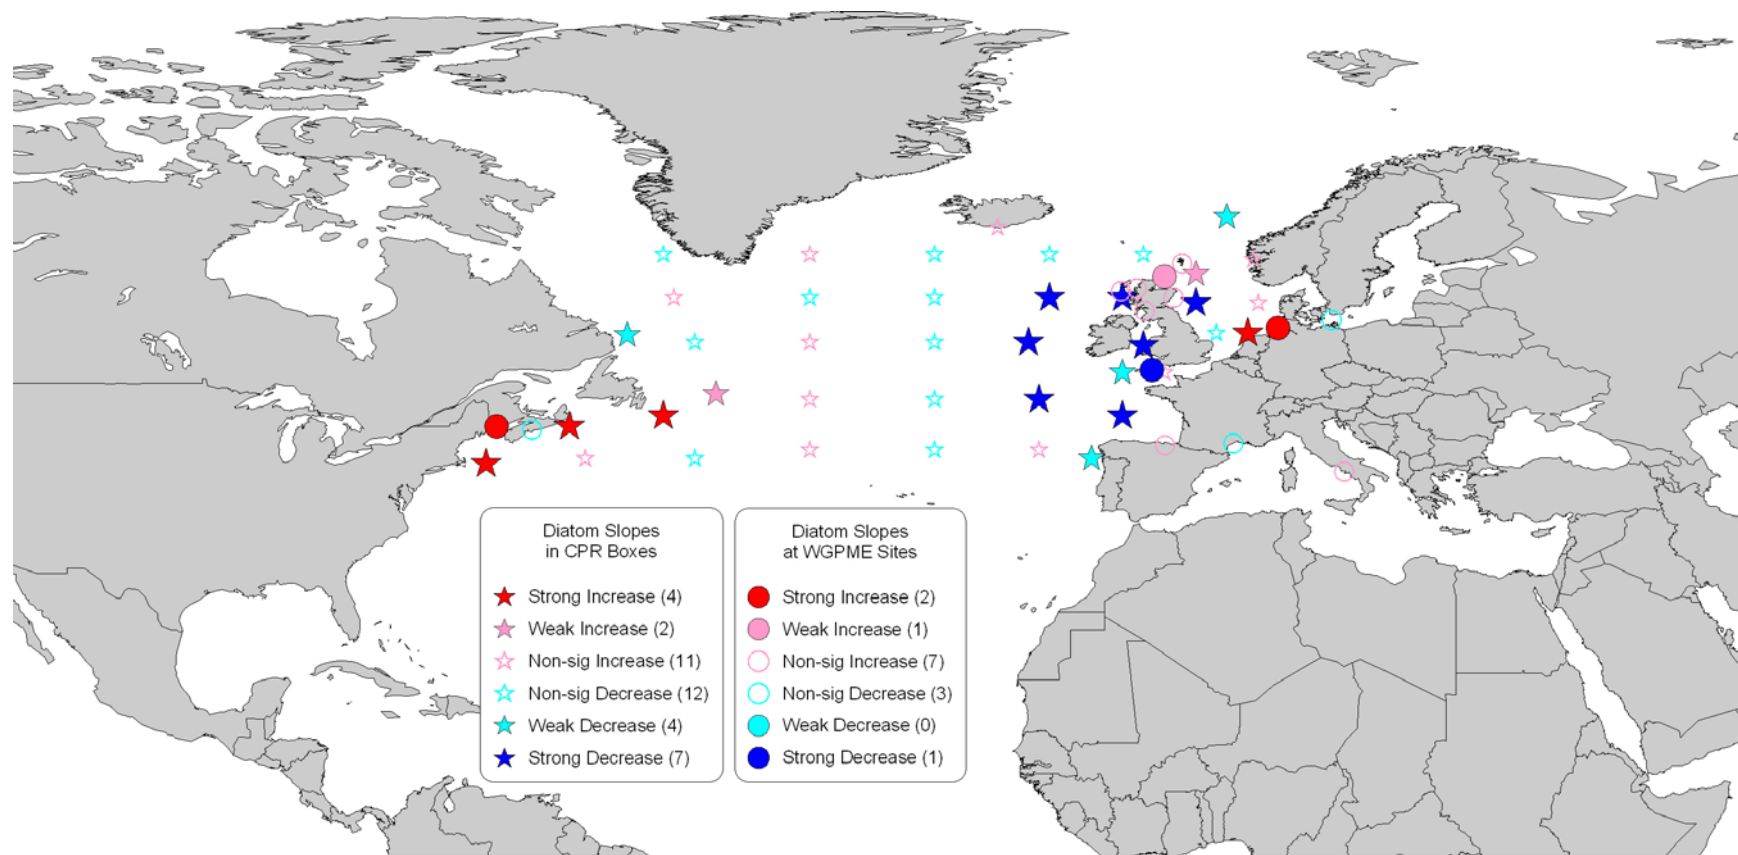 Diatom Slopes
in CPR Boxes
Strong Increase (4)
Weak Increase (2)
Non-sig Increase (11)
Non-sig Decrease (12)
Weak Decrease (4)
Strong Decrease (7)
Diatom Slopes
at WGPME Sites
Strong Increase (2)
Weak Increase (1)
Non-sig Increase (7)
Non-sig Decrease (3)
Weak Decrease (0)
Strong Decrease (1)